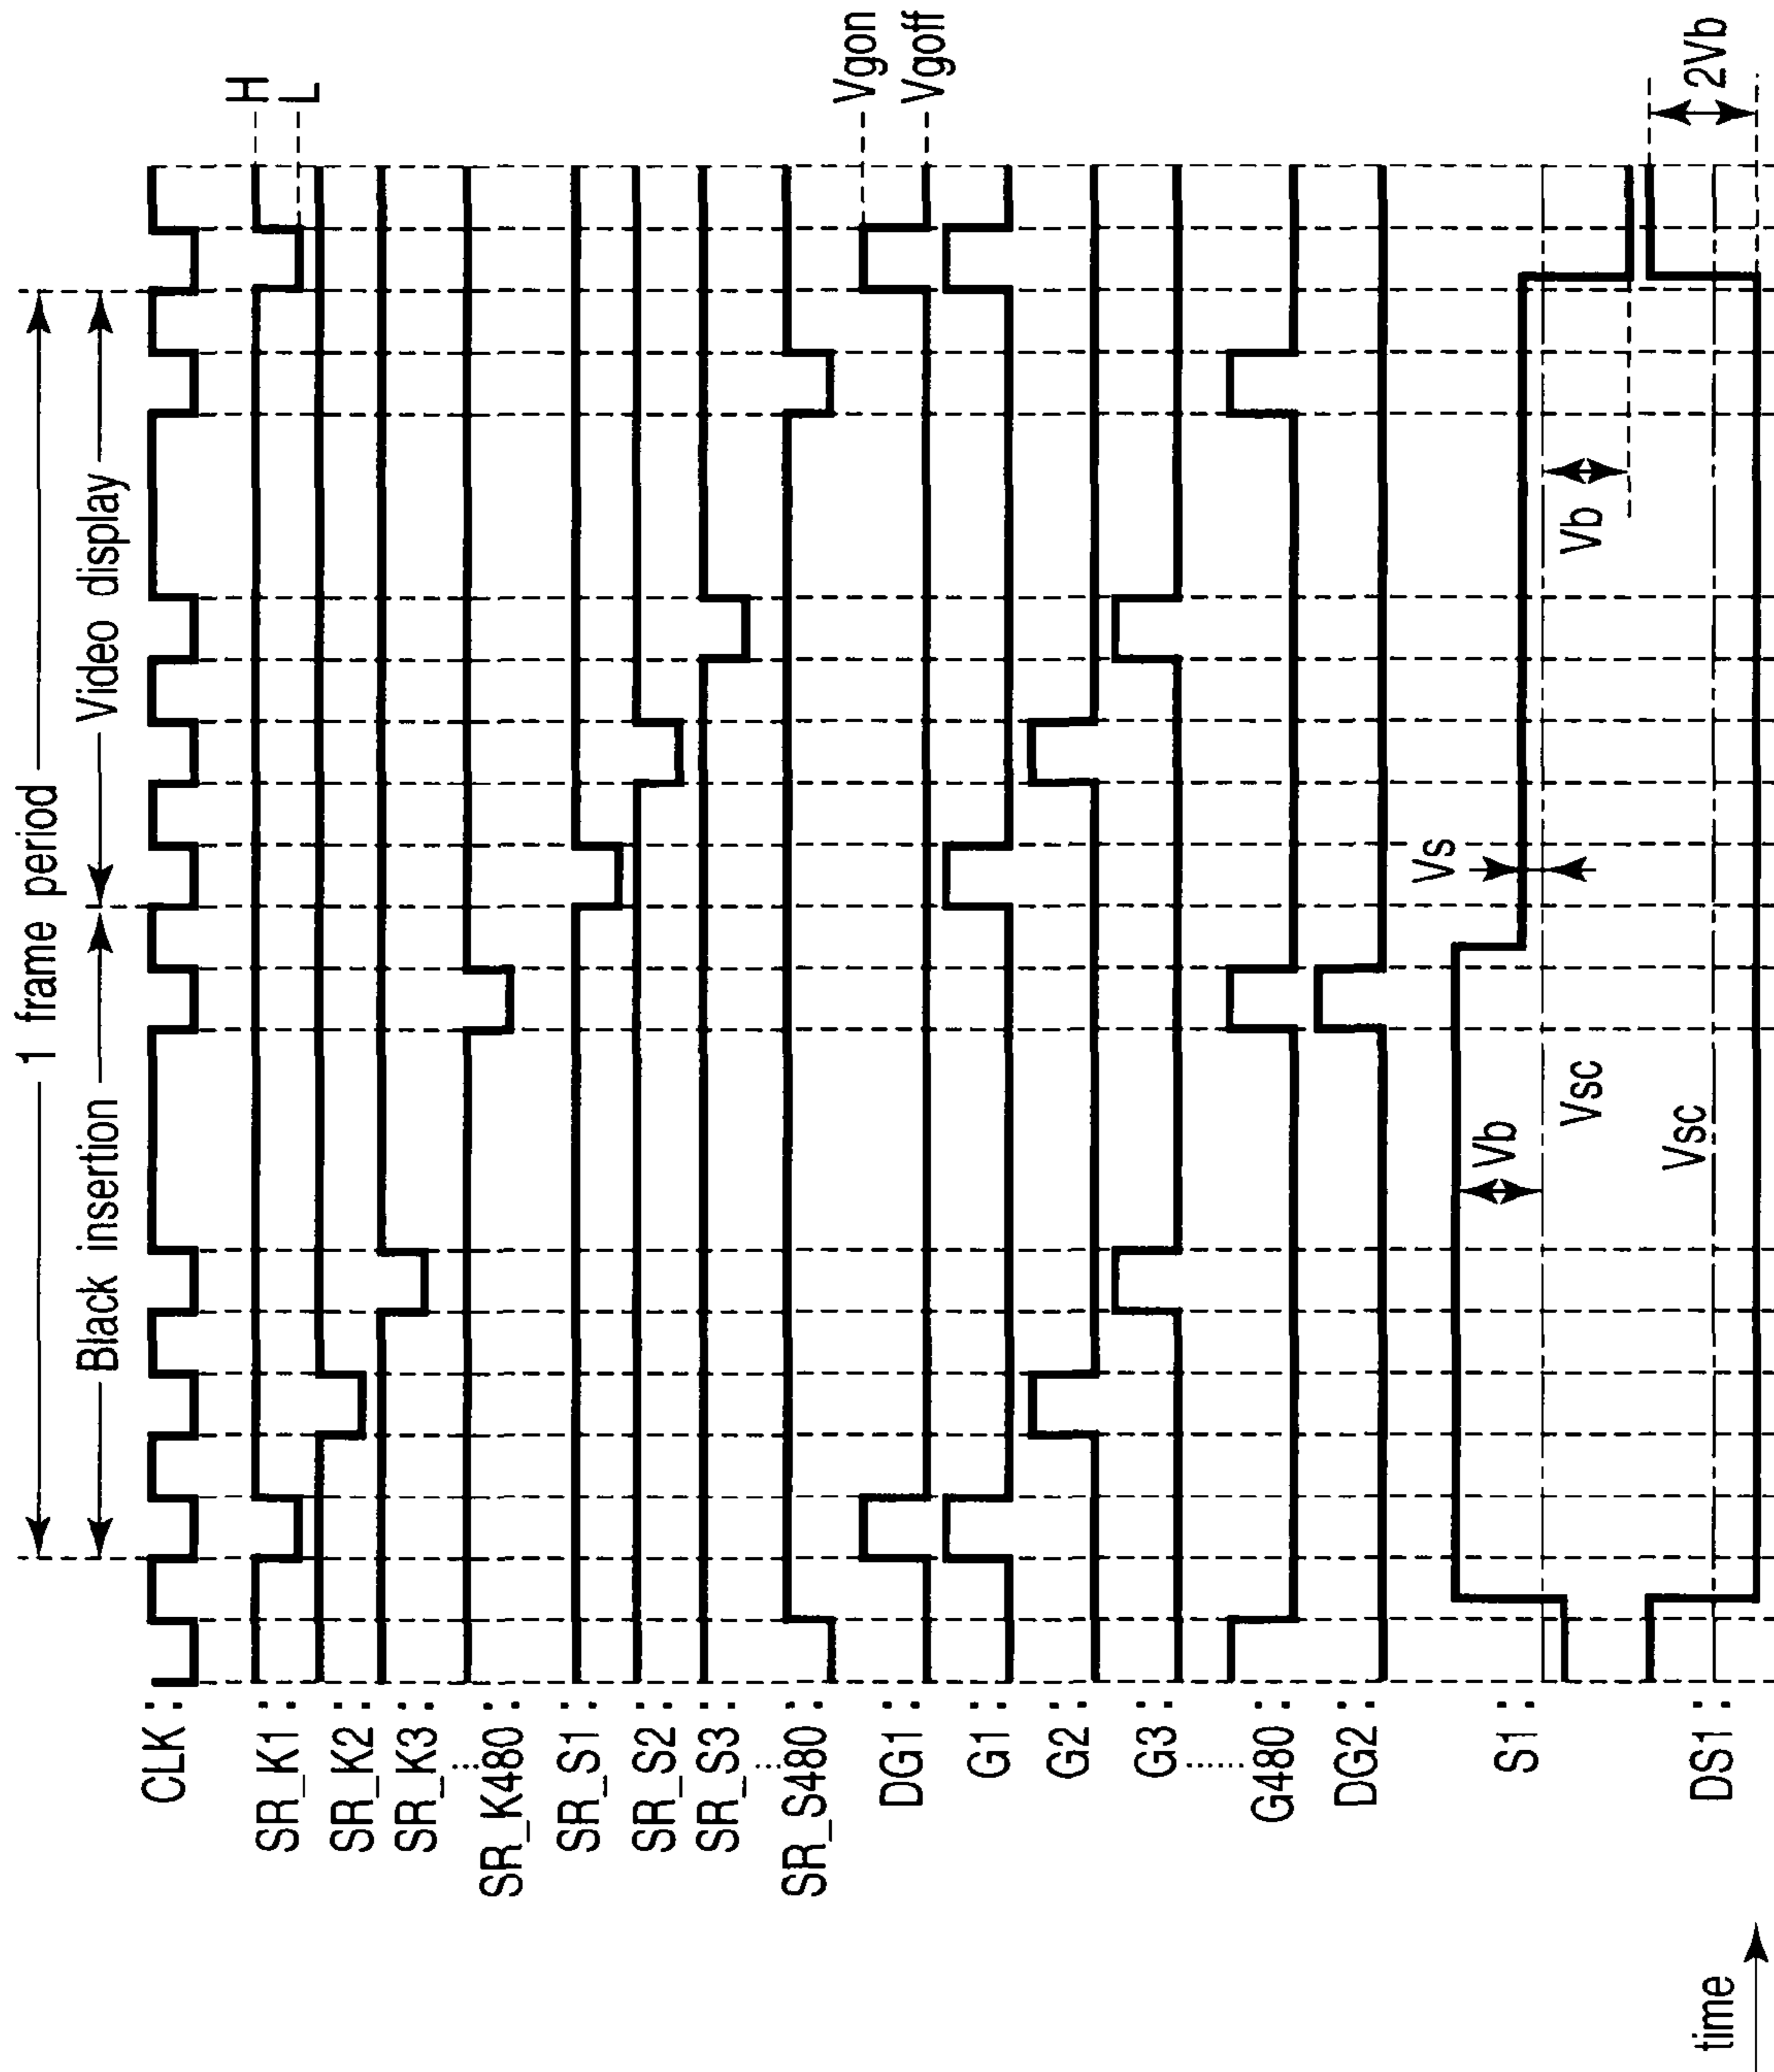 1 frame period
Black insertion
Video display
CLK :
H
L
SR_K1 :
SR_K2 :
SR_K3 :
SR_K480 :
SR_S1 :
SR_S2 :
SR_S3 :
SR_S480 :
Vgon
Vgoff
DG1 :
G1 :
G2 :
G3 :
G480 :
DG2 :
Vs
S1 :
Vb
Vsc
Vb
DS1 :
Vsc
2Vb
time